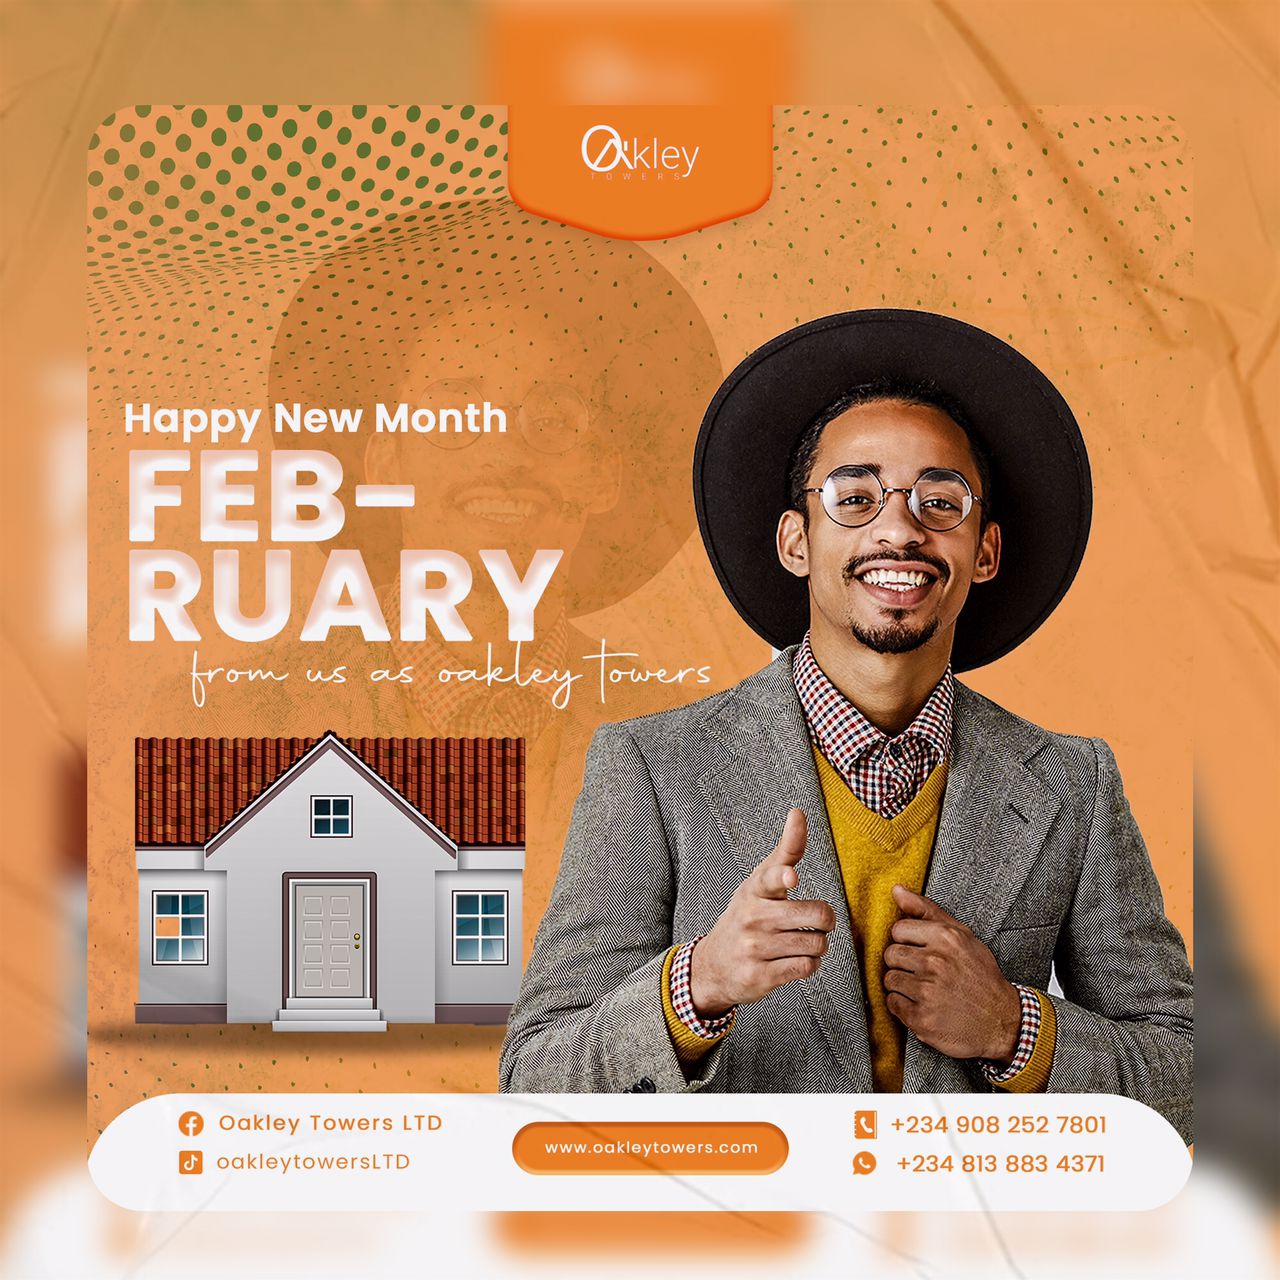 Oakley
TOWERS
Happy New Month
FEB-
RUARY
from us as oakley towers
Oakley Towers LTD
oakleytowersLTD
www.oakleytowers.com
+234 908 252 7801
+234 813 883 4371